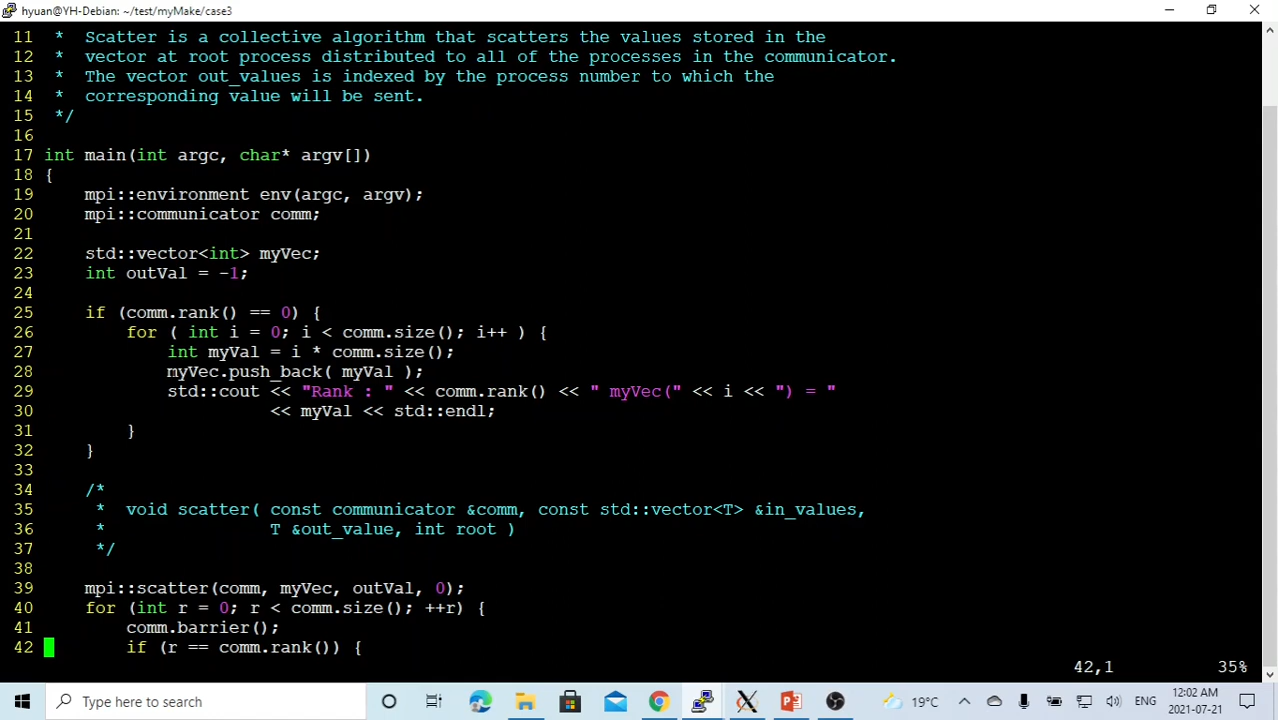 hyuan@YH-Debian: ~/test/myMake/case3
11  *  Scatter is a collective algorithm that scatters the values stored in the
12  *  vector at root process distributed to all of the processes in the communicator.
13  *  The vector out_values is indexed by the process number to which the
14  *  corresponding value will be sent.
15  */
16
17 int main(int argc, char* argv[])
18 {
19     mpi::environment env(argc, argv);
20     mpi::communicator comm;
21
22     std::vector<int> myVec;
23     int outVal = -1;
24
25     if (comm.rank() == 0) {
26         for ( int i = 0; i < comm.size(); i++ ) {
27             int myVal = i * comm.size();
28             myVec.push_back( myVal );
29             std::cout << "Rank : " << comm.rank() << " myVec(" << i << ") = "
30                       << myVal << std::endl;
31         }
32     }
33
34     /*
35      *  void scatter( const communicator &comm, const std::vector<T> &in_values,
36      *                T &out_value, int root )
37      */
38
39     mpi::scatter(comm, myVec, outVal, 0);
40     for (int r = 0; r < comm.size(); ++r) {
41         comm.barrier();
42         if (r == comm.rank()) {
42,1 35%
Type here to search
19°C
ENG
12:02 AM
2021-07-21